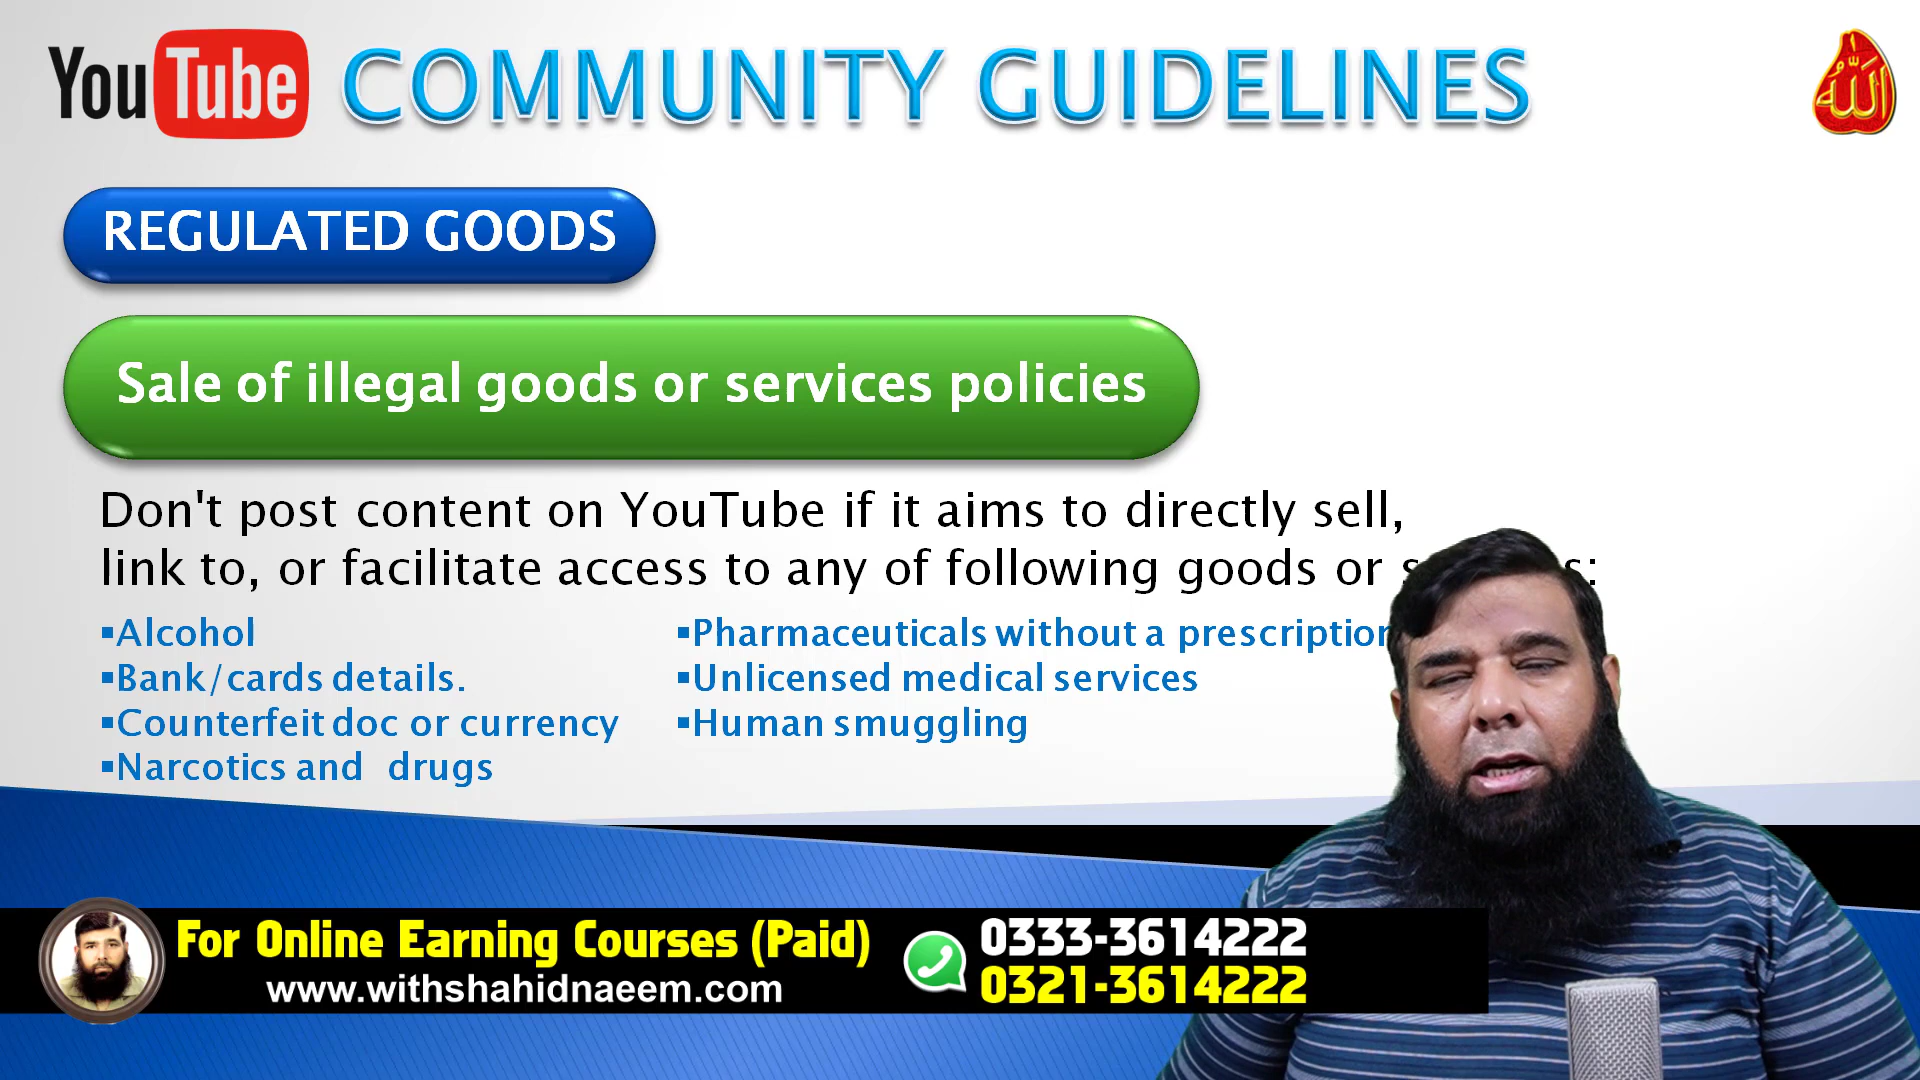 YouTube COMMUNITY GUIDELINES
الله
REGULATED GOODS
Sale of illegal goods or services policies
Don't post content on YouTube if it aims to directly sell,
link to, or facilitate access to any of following goods or
▪Alcohol
▪Bank/cards details.
▪Counterfeit doc or currency
▪Narcotics and drugs
▪Pharmaceuticals without a prescription
▪Unlicensed medical services
▪Human smuggling
For Online Earning Courses (Paid)
www.withshahidnaeem.com
0333-3614222
0321-3614222